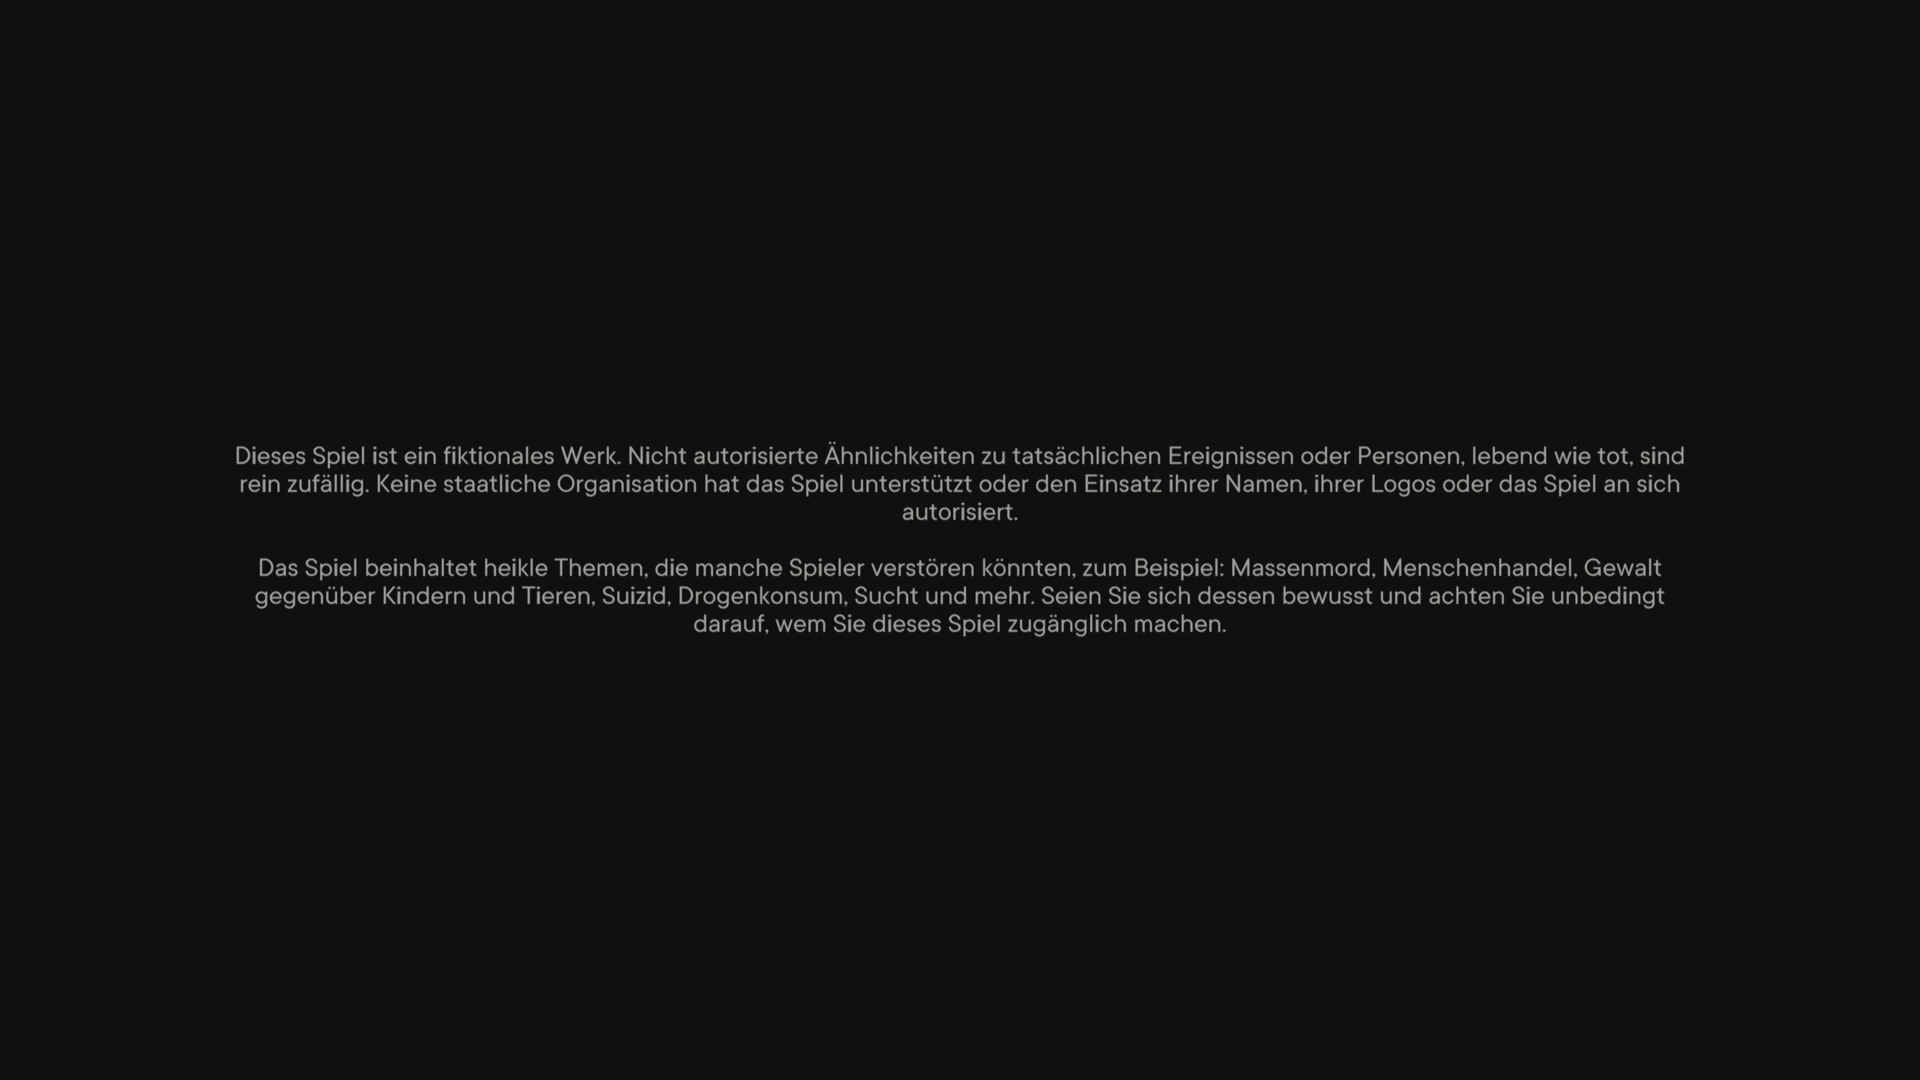 Dieses Spiel ist ein fiktionales Werk. Nicht autorisierte Ähnlichkeiten zu tatsächlichen Ereignissen oder Personen, lebend wie tot, sind
rein zufällig. Keine staatliche Organisation hat das Spiel unterstützt oder den Einsatz ihrer Namen, ihrer Logos oder das Spiel an sich
autorisiert.
Das Spiel beinhaltet heikle Themen, die manche Spieler verstören könnten, zum Beispiel: Massenmord, Menschenhandel, Gewalt
gegenüber Kindern und Tieren, Suizid, Drogenkonsum, Sucht und mehr. Seien Sie sich dessen bewusst und achten Sie unbedingt
darauf, wem Sie dieses Spiel zugänglich machen.